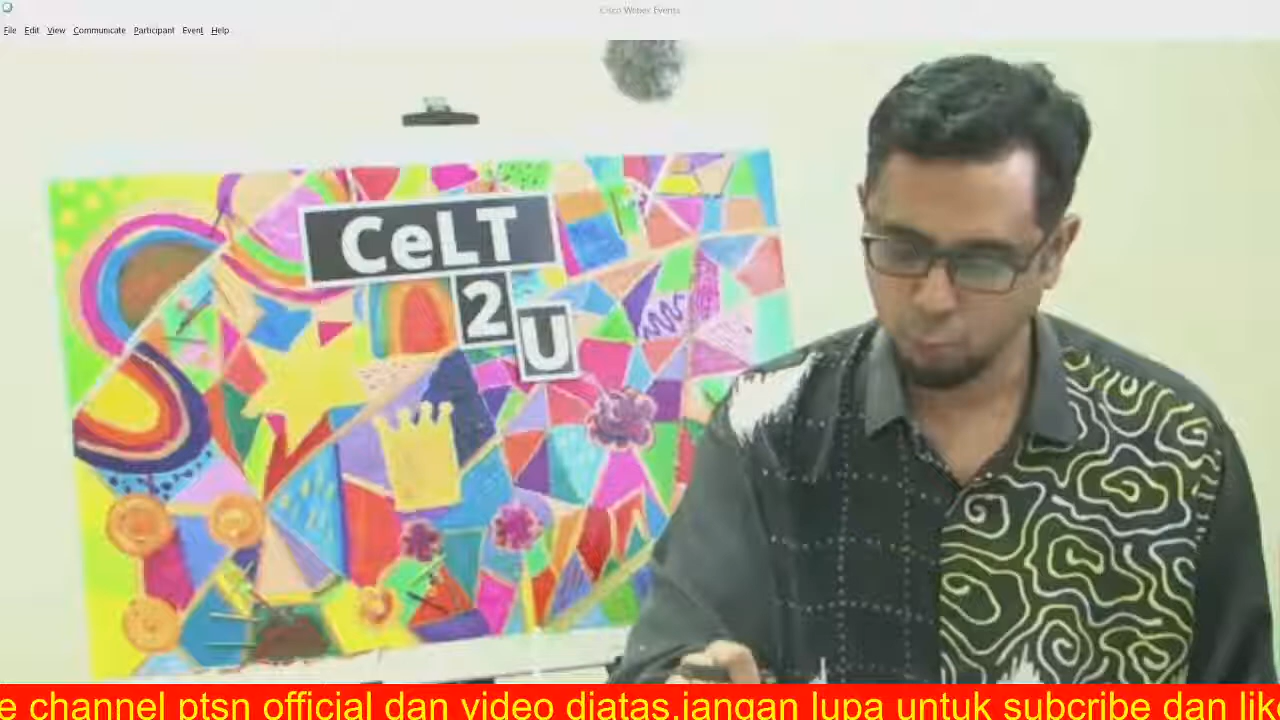 Cisco Webex Events
File Edit View Communicate Participant Event Help
CeLT
2
U
e channel ptsn official dan video diatas,jangan lupa untuk subcribe dan lik